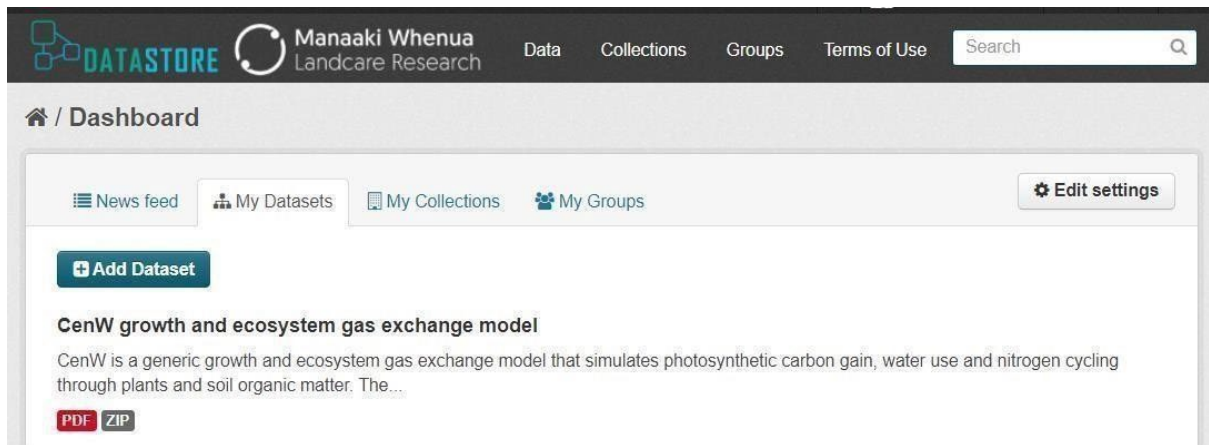 DATASTORE
Manaaki Whenua
Landcare Research
Data Collections Groups Terms of Use Search
/ Dashboard
News feed My Datasets My Collections My Groups Edit settings
Add Dataset
CenW growth and ecosystem gas exchange model
CenW is a generic growth and ecosystem gas exchange model that simulates photosynthetic carbon gain, water use and nitrogen cycling
through plants and soil organic matter. The...
PDF ZIP